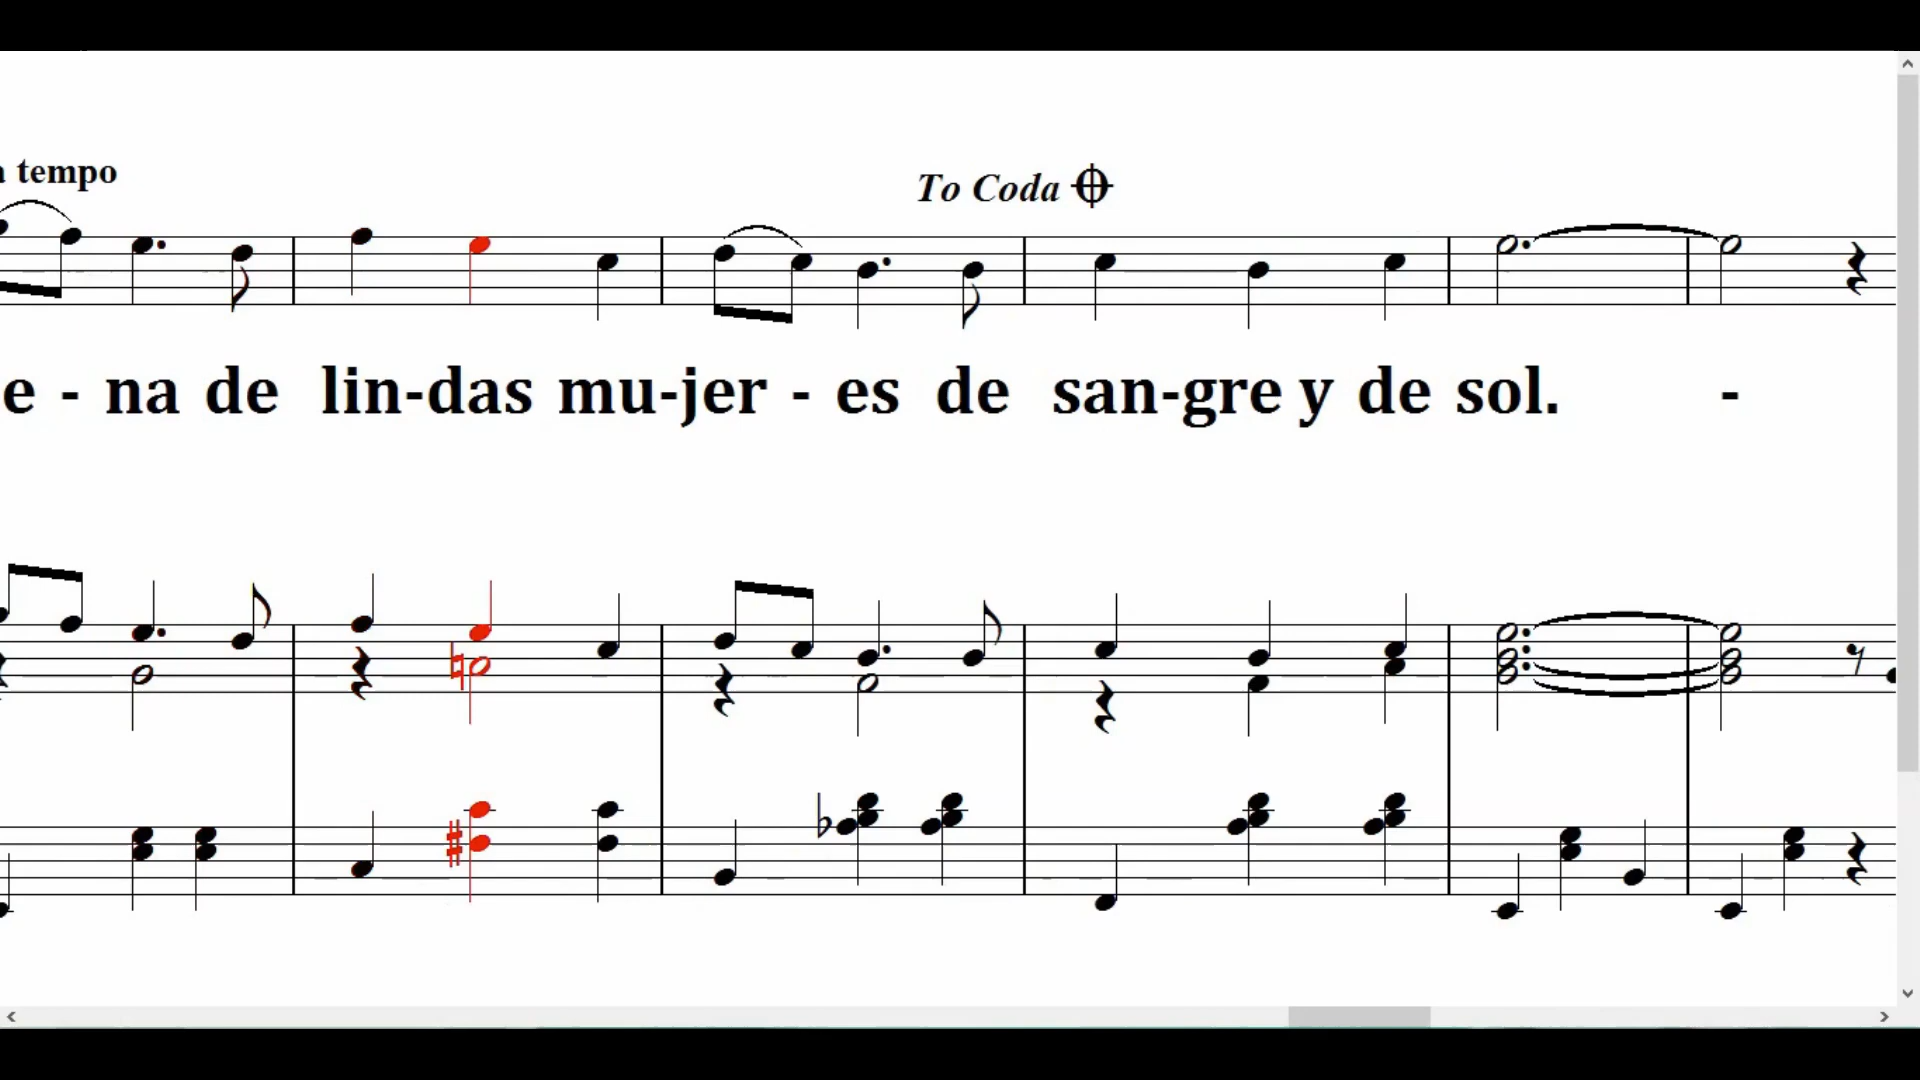 a tempo
To Coda
e - na de lin-das mu-jer - es de san-gre y de sol. -